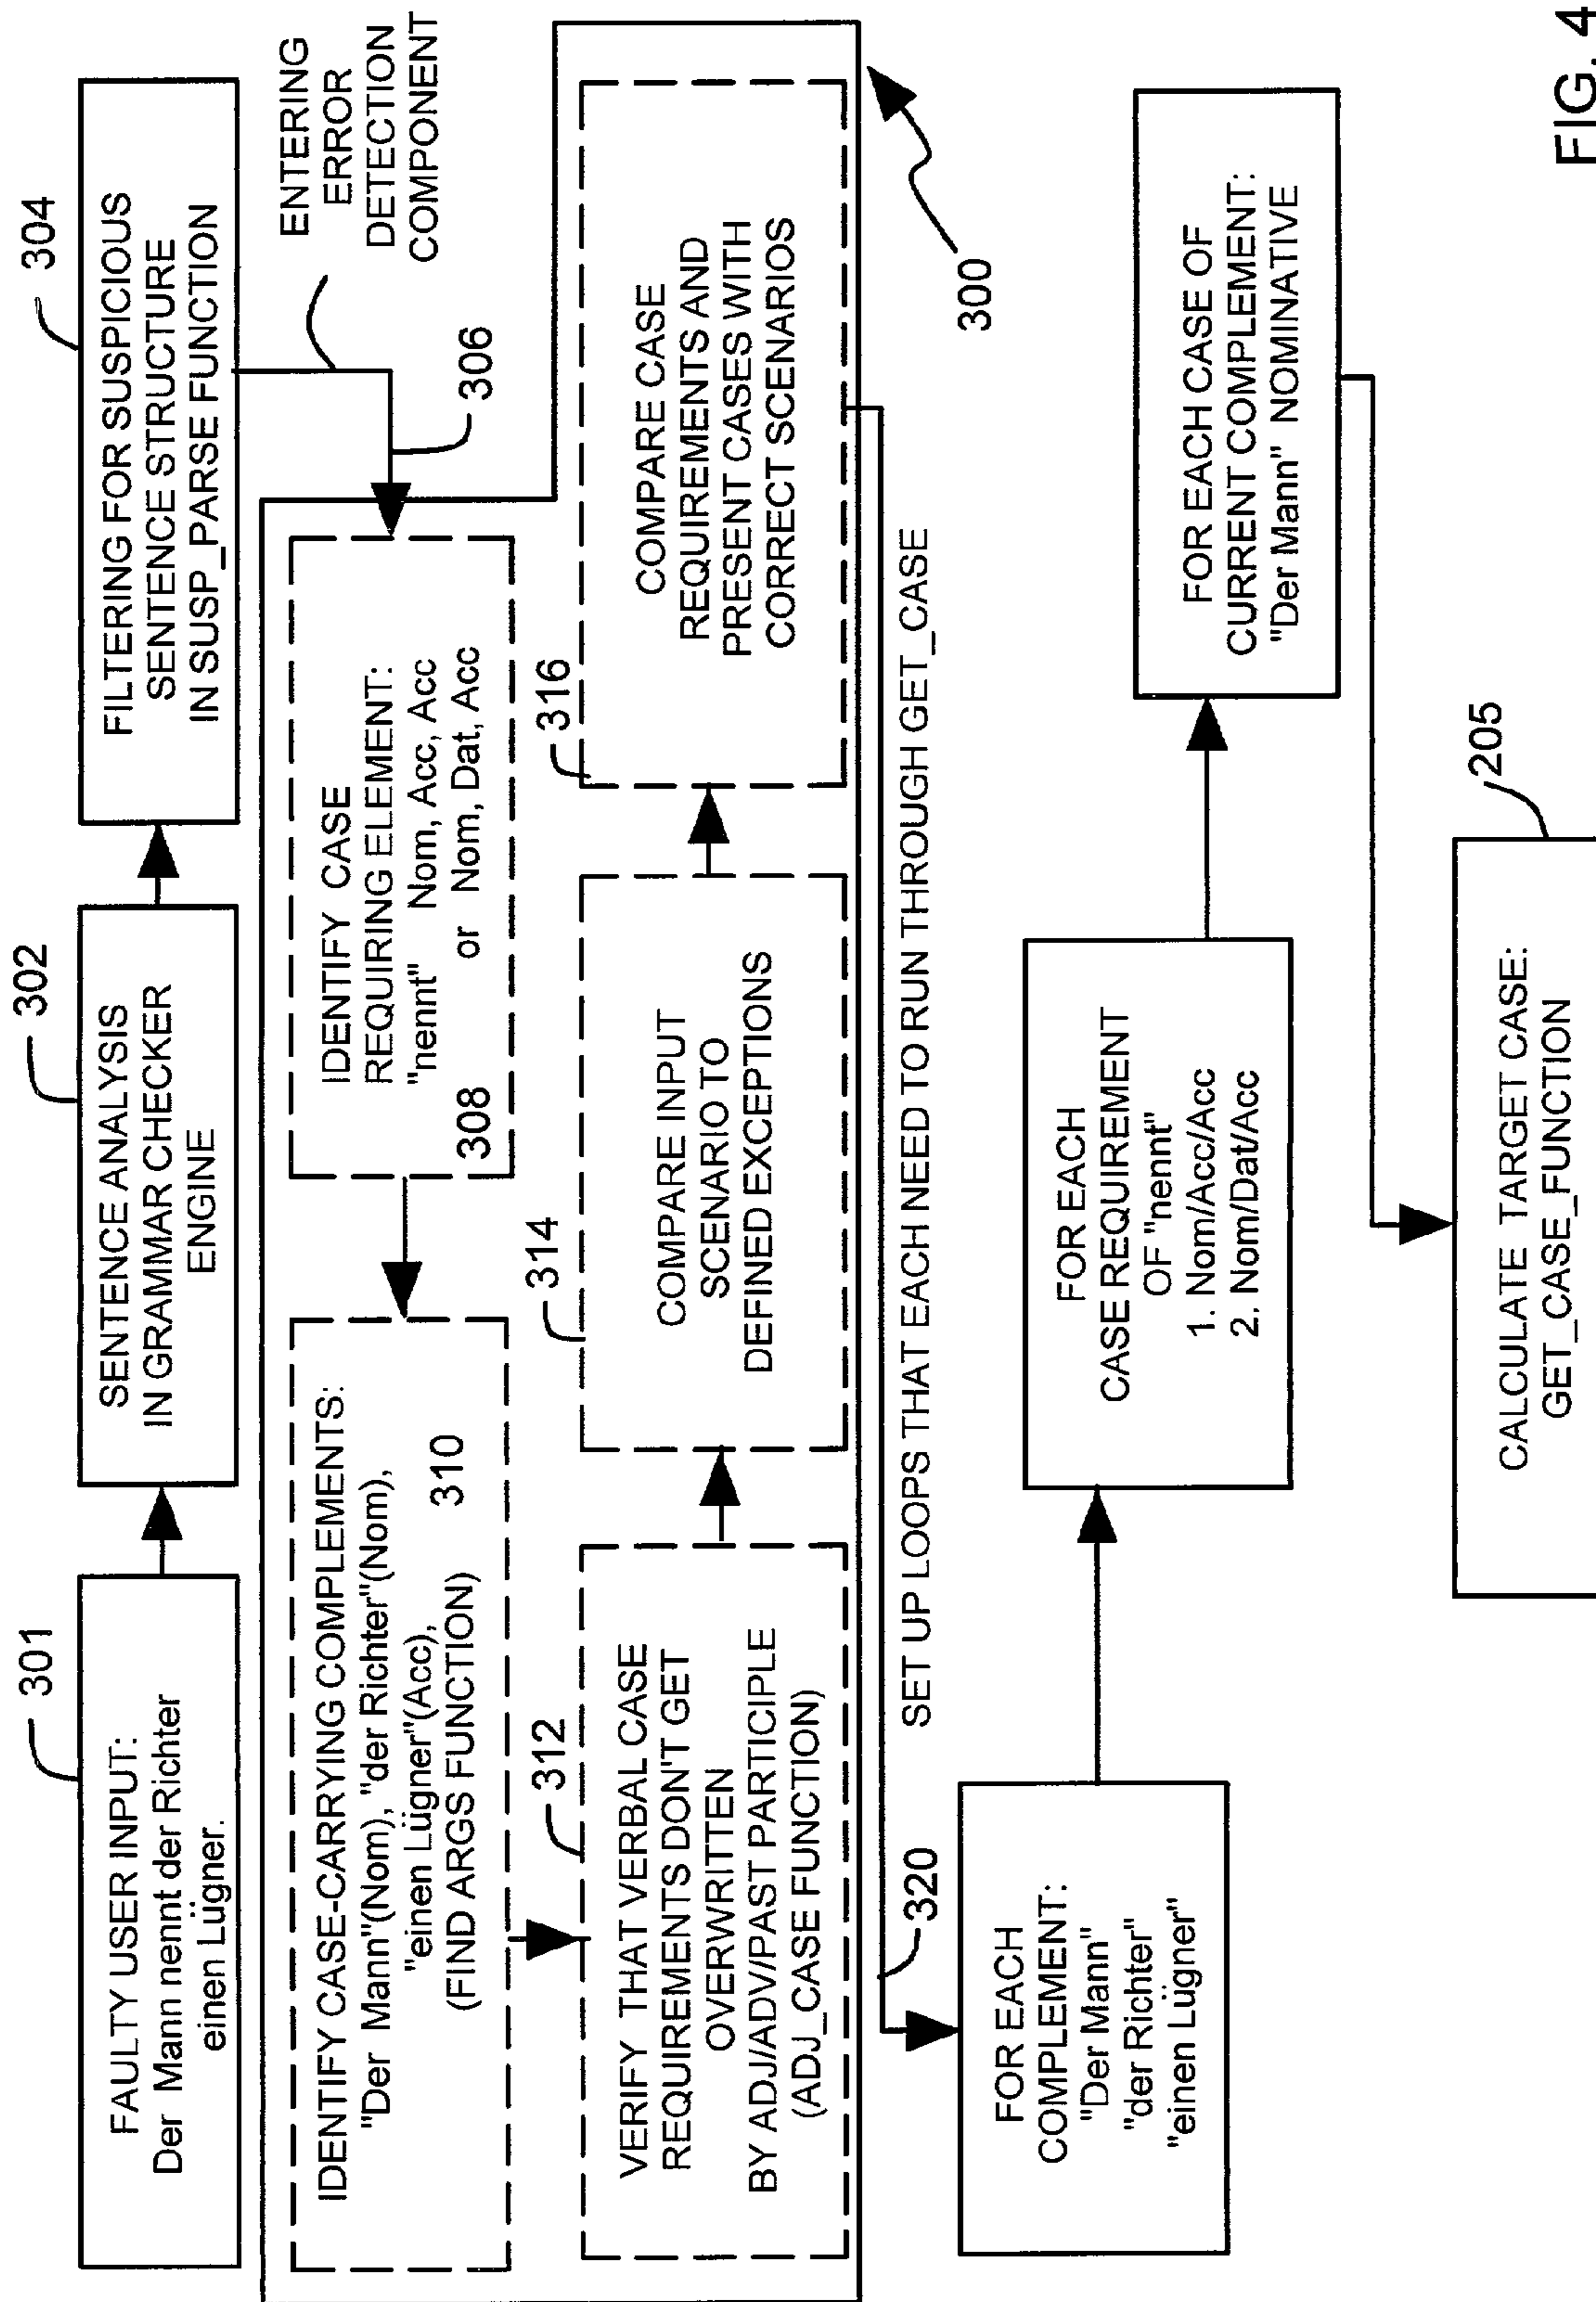 301
FAULTY USER INPUT:
Der Mann nennt der Richter
einen Lügner.
302
SENTENCE ANALYSIS
IN GRAMMAR CHECKER
ENGINE
304
FILTERING FOR SUSPICIOUS
SENTENCE STRUCTURE
IN SUSP_PARSE FUNCTION
ENTERING
ERROR
DETECTION
COMPONENT
306
IDENTIFY CASE
REQUIRING ELEMENT:
"nennt" Nom, Acc, Acc
or Nom, Dat, Acc
308
IDENTIFY CASE-CARRYING COMPLEMENTS:
"Der Mann"(Nom), "der Richter"(Nom),
"einen Lügner"(Acc),
(FIND ARGS FUNCTION)
310
312
VERIFY THAT VERBAL CASE
REQUIREMENTS DON'T GET
OVERWRITTEN
BY ADJ/ADV/PAST PARTICIPLE
(ADJ_CASE FUNCTION)
314
COMPARE INPUT
SCENARIO TO
DEFINED EXCEPTIONS
316
COMPARE CASE
REQUIREMENTS AND
PRESENT CASES WITH
CORRECT SCENARIOS
300
320
SET UP LOOPS THAT EACH NEED TO RUN THROUGH GET_CASE
FOR EACH
COMPLEMENT:
"Der Mann"
"der Richter"
"einen Lügner"
FOR EACH
CASE REQUIREMENT
OF "nennt"
1. Nom/Acc/Acc
2. Nom/Dat/Acc
FOR EACH CASE OF
CURRENT COMPLEMENT:
"Der Mann" NOMINATIVE
205
CALCULATE TARGET CASE:
GET_CASE_FUNCTION
FIG. 4